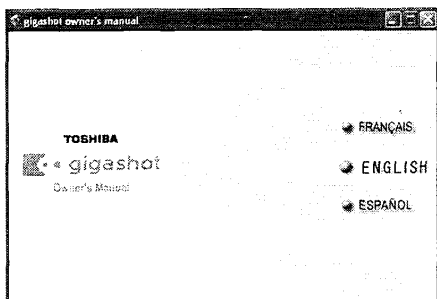 gigashot owner's manual
TOSHIBA
gigashot
Owner's Manual
FRANÇAIS
ENGLISH
ESPAÑOL